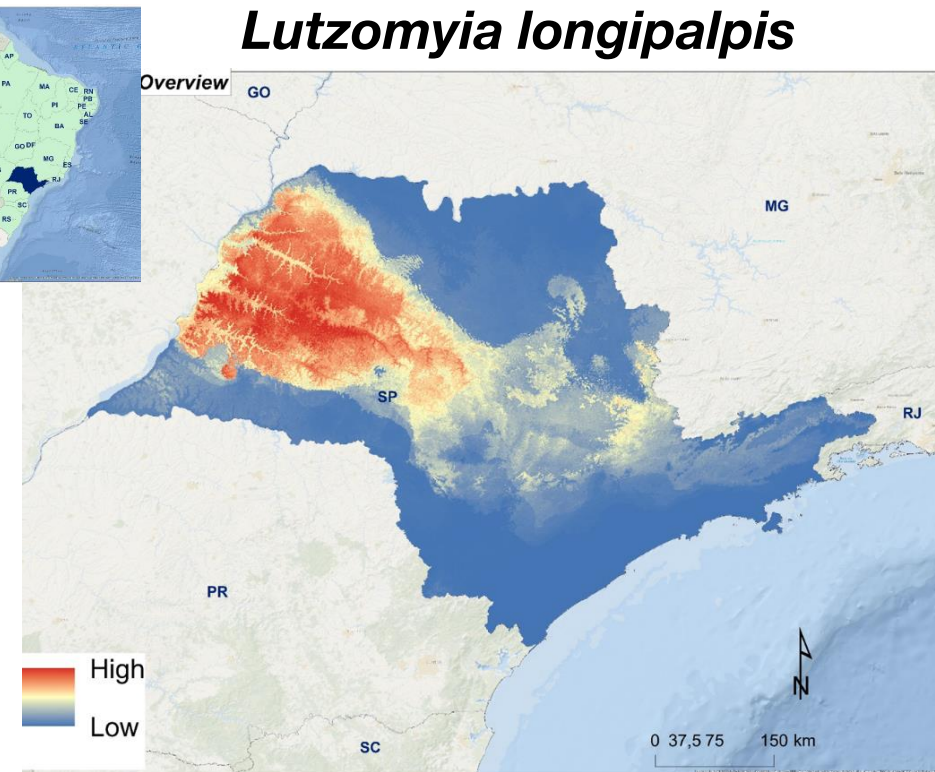 Lutzomyia longipalpis
Overview
AP
PA
MA
CE
RN
PB
PE
AL
SE
PI
TO
BA
GO
DF
MG
ES
RJ
PR
SC
RS
GO
MG
SP
RJ
PR
SC
High
Low
N
0 37,5 75 150 km